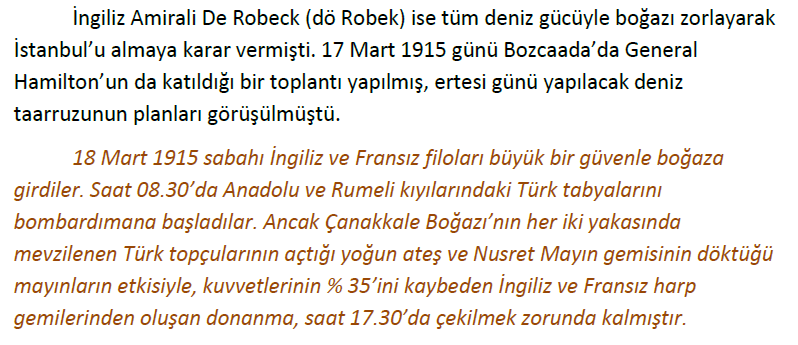 İngiliz Amirali De Robeck (dö Robek) ise tüm deniz gücüyle boğazı zorlayarak
İstanbul’u almaya karar vermişti. 17 Mart 1915 günü Bozcaada’da General
Hamilton’un da katıldığı bir toplantı yapılmış, ertesi günü yapılacak deniz
taarruzunun planları görüşülmüştü.
18 Mart 1915 sabahı İngiliz ve Fransız filoları büyük bir güvenle boğaza
girdiler. Saat 08.30’da Anadolu ve Rumeli kıyılarındaki Türk tabyalarını
bombardımana başladılar. Ancak Çanakkale Boğazı’nın her iki yakasında
mevzilenen Türk topçularının açtığı yoğun ateş ve Nusret Mayın gemisinin döktüğü
mayınların etkisiyle, kuvvetlerinin % 35’ini kaybeden İngiliz ve Fransız harp
gemilerinden oluşan donanma, saat 17.30’da çekilmek zorunda kalmıştır.